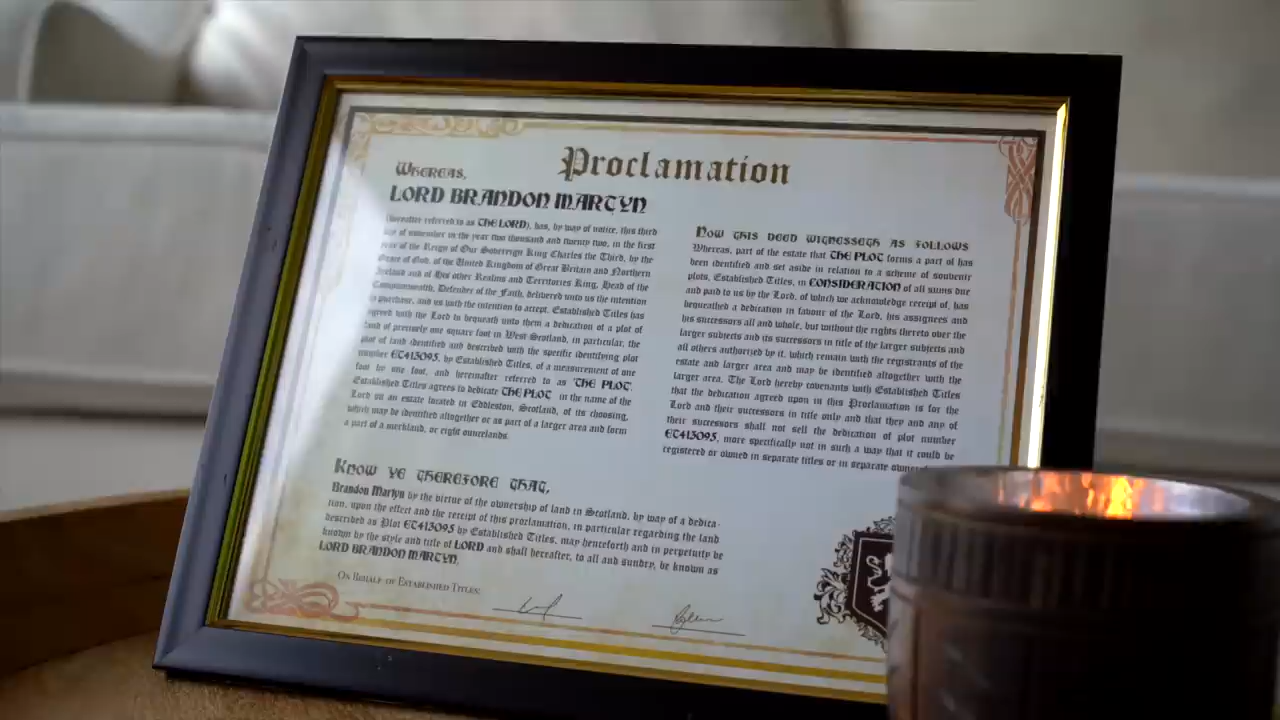 Proclamation
WHEREAS,
LORD BRANDON MARTYN
(hereafter referred to as THE LORD), has, by way of notice, this third
day of november in the year two thousand and twenty two, in the first
year of the Reign of Our Sovereign King Charles the Third, by the
Grace of God, of the United Kingdom of Great Britain and Northern
Ireland and of His other Realms and Territories King, Head of the
Commonwealth, Defender of the Faith, delivered unto us the intention
to purchase, and us with the intention to accept. Established Titles has
agreed with the Lord to bequeath unto them a dedication of a plot of
land of precisely one square foot in West Scotland, in particular, the
plot of land identified and described with the specific identifying plot
number ET413095, by Established Titles, of a measurement of one
foot by one foot, and hereinafter referred to as 'THE PLOT'.
Established Titles agrees to dedicate 'THE PLOT' in the name of the
Lord on an estate located in Eddleston, Scotland, of its choosing,
which may be identified altogether or as part of a larger area and form
a part of a merkland, or eight ouncelands.
NOW THIS DEED WITNESSETH AS FOLLOWS
Whereas, part of the estate that THE PLOT forms a part of has
been identified and set aside in relation to a scheme of souvenir
plots, Established Titles, in CONSIDERATION of all sums due
and paid to us by the Lord, of which we acknowledge receipt of, has
bequeathed a dedication in favour of the Lord, his assignees and
his successors all and whole, but without the rights thereto over the
larger subjects and its successors in title of the larger subjects and
all others authorized by it, which remain with the registrants of the
estate and larger area and may be identified altogether with the
larger area. The Lord hereby covenants with Established Titles
that the dedication agreed upon in this Proclamation is for the
Lord and their successors in title only and that they and any of
their successors shall not sell the dedication of plot number
ET413095, more specifically not in such a way that it could be
registered or owned in separate titles or in separate
KNOW YE THEREFORE THAT,
Brandon Martyn by the virtue of the ownership of land in Scotland, by way of a dedica-
tion, upon the effect and the receipt of this proclamation, in particular regarding the land
described as Plot ET413095 by Established Titles, may henceforth and in perpetuity be
known by the style and title of LORD and shall hereafter, to all and sundry, be known as
LORD BRANDON MARTYN.
ON BEHALF OF ESTABLISHED TITLES: